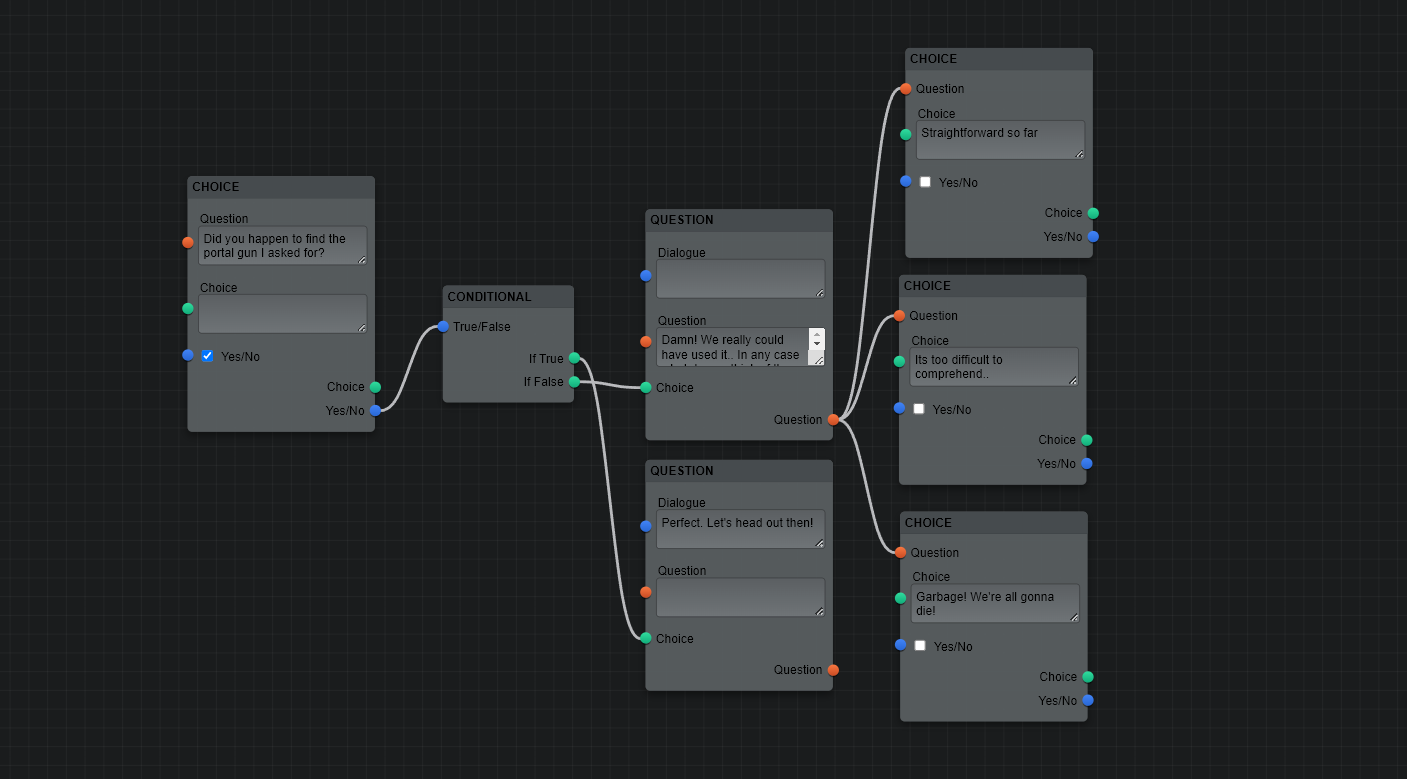 CHOICE
Question
Did you happen to find the
portal gun I asked for?
Choice
Yes/No
Choice
Yes/No
CONDITIONAL
True/False
If True
If False
QUESTION
Dialogue
Question
Damn! We really could
have used it.. In any case
Choice
Question
QUESTION
Dialogue
Perfect. Let's head out then!
Question
Choice
Question
CHOICE
Question
Choice
Straightforward so far
Yes/No
Choice
Yes/No
CHOICE
Question
Choice
Its too difficult to
comprehend..
Yes/No
Choice
Yes/No
CHOICE
Question
Choice
Garbage! We're all gonna
die!
Yes/No
Choice
Yes/No